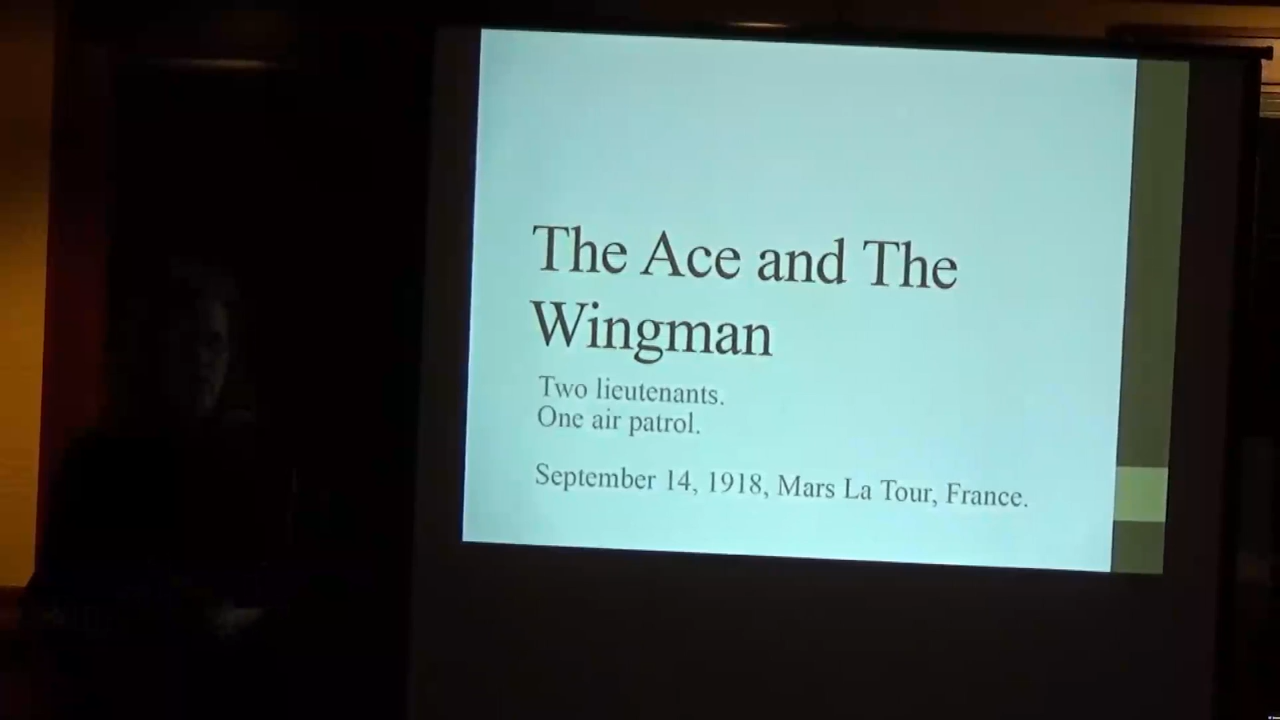 The Ace and The
Wingman
Two lieutenants.
One air patrol.
September 14, 1918, Mars La Tour, France.